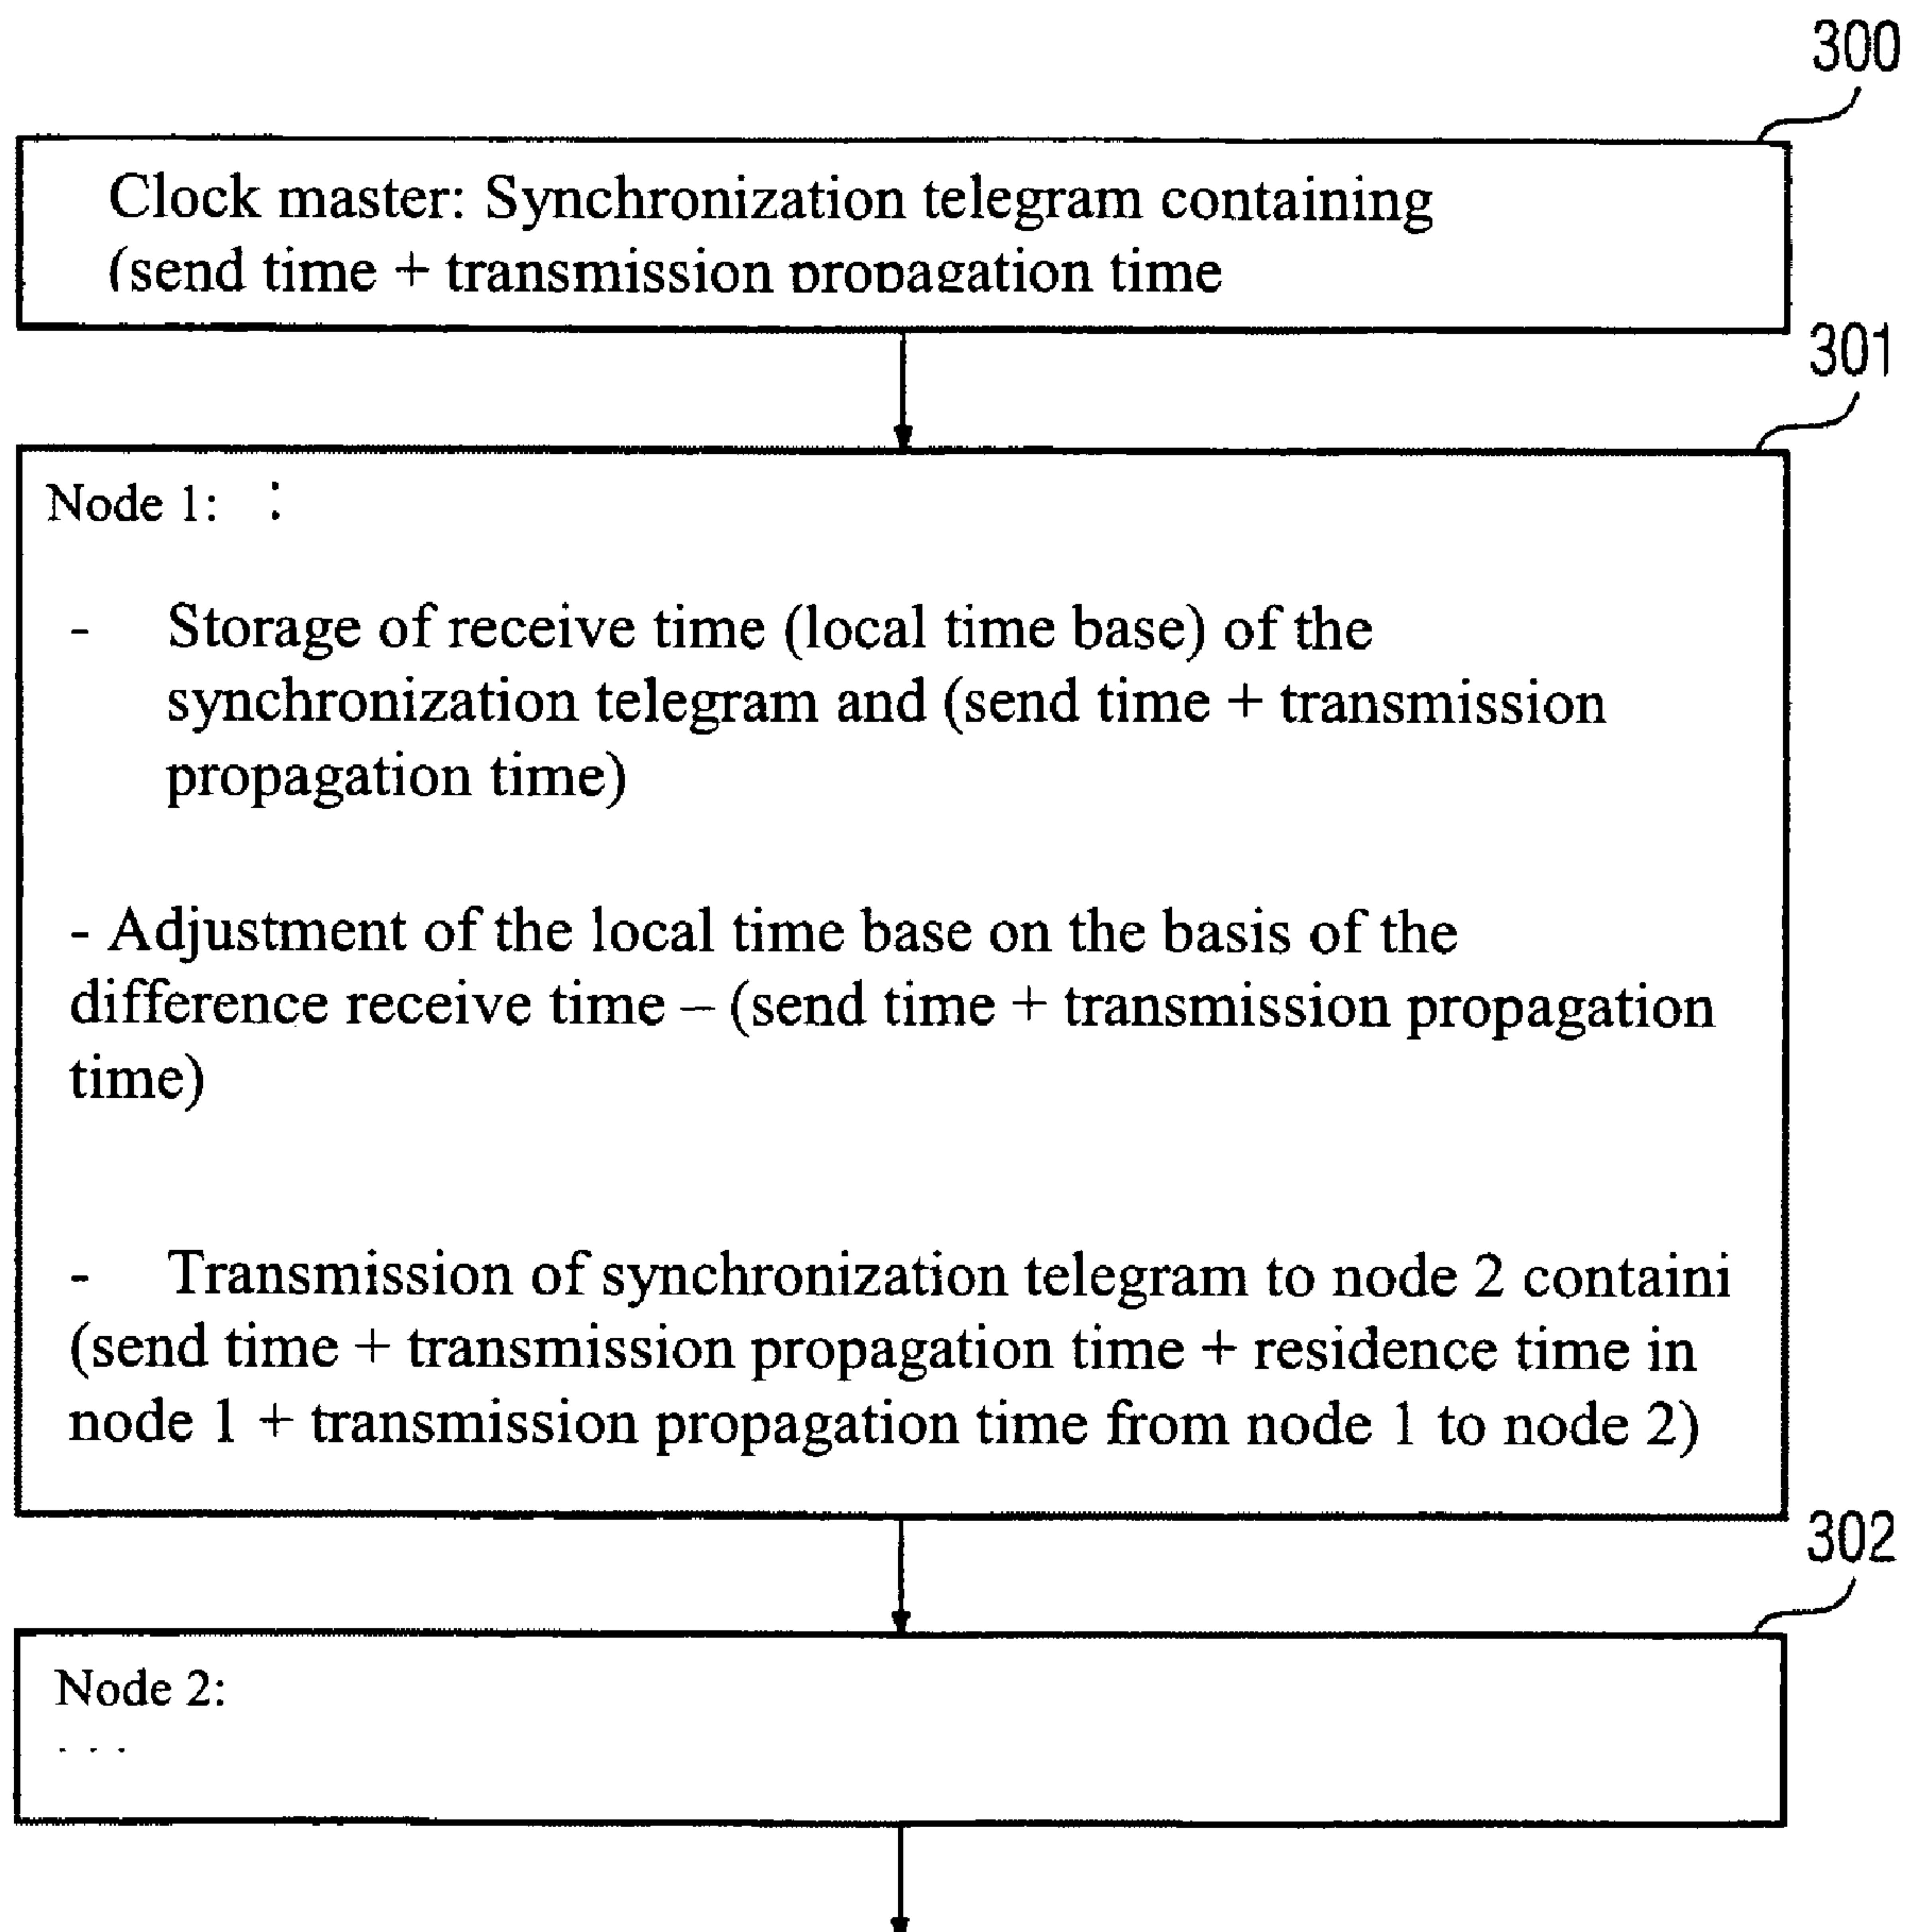 300
Clock master: Synchronization telegram containing
(send time + transmission propagation time
301
Node 1: :
- Storage of receive time (local time base) of the
synchronization telegram and (send time + transmission
propagation time)
- Adjustment of the local time base on the basis of the
difference receive time – (send time + transmission propagation
time)
- Transmission of synchronization telegram to node 2 containi
(send time + transmission propagation time + residence time in
node 1 + transmission propagation time from node 1 to node 2)
302
Node 2:
. . .